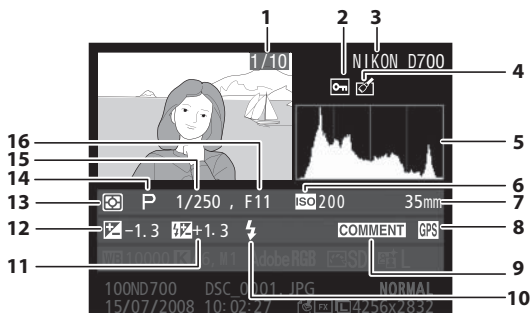 1 2 3
1/10 NIKON D700 4
5
16
15
14 6
13 P 1/250 , F11 ISO 200 35mm 7
12 −1. 3 +1. 3 COMMENT GPS 8
9
11 10
AdobeRGB
100ND700 DSC_0001. JPG NORMAL
15/07/2008 10: 02: 27 FX L 4256x2832